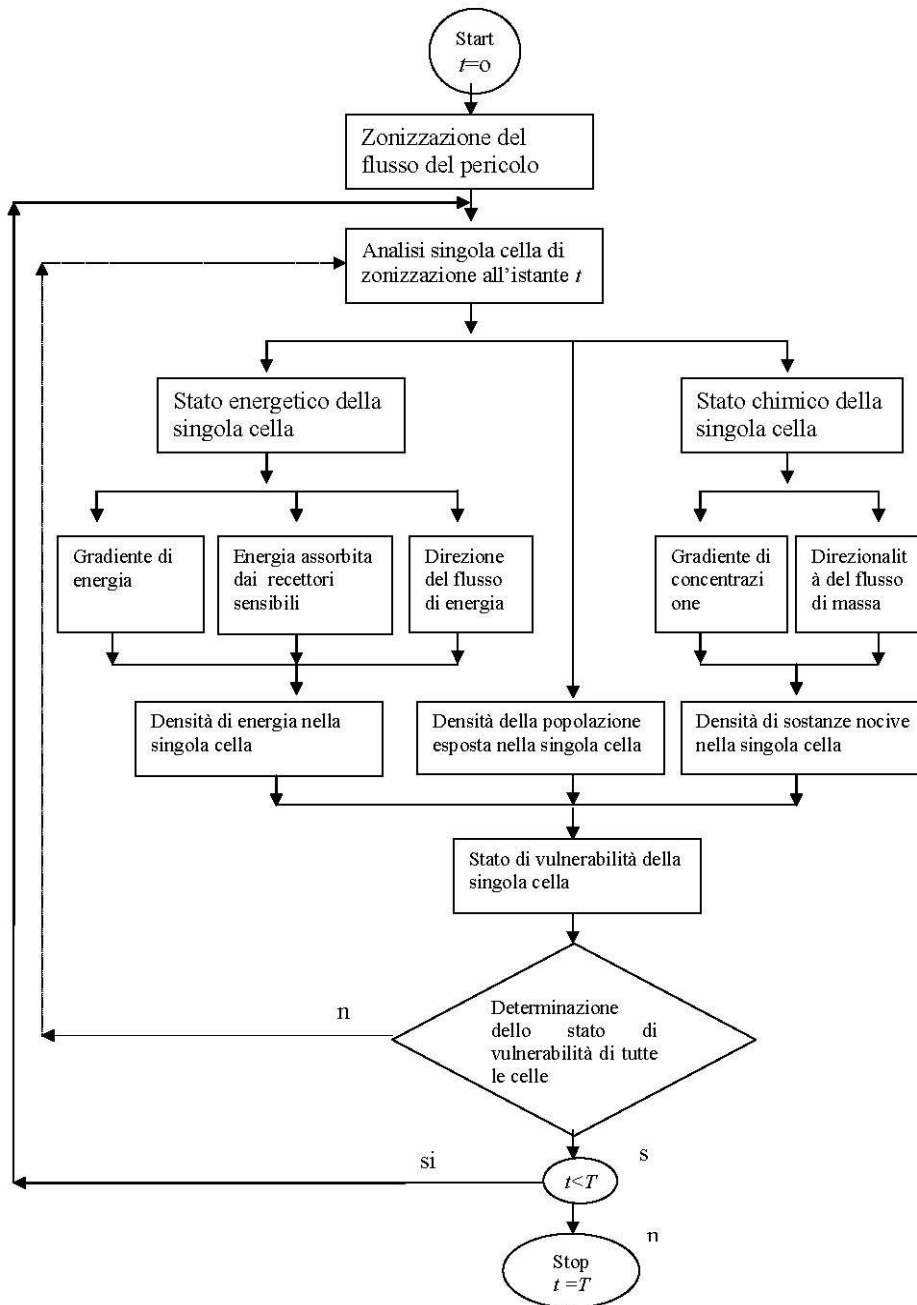 Start
t=o
Zonizzazione del
flusso del pericolo
Analisi singola cella di
zonizzazione all’istante t
Stato energetico della
singola cella
Stato chimico della
singola cella
Gradiente di
energia
Energia assorbita
dai recettori
sensibili
Direzione
del flusso
di energia
Gradiente di
concentrazi
one
Direzionalit
à del flusso
di massa
Densità di energia nella
singola cella
Densità della popolazione
esposta nella singola cella
Densità di sostanze nocive
nella singola cella
Stato di vulnerabilità della
singola cella
n
Determinazione
dello stato di
vulnerabilità di tutte
le celle
si
s
t<T
n
Stop
t =T